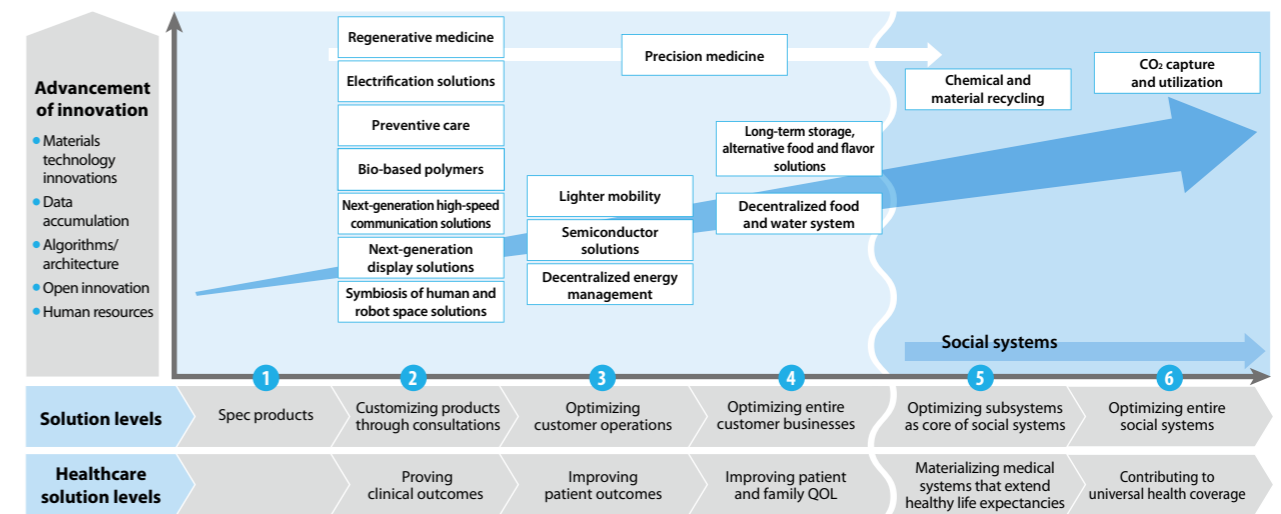 Advancement
of innovation
Materials
technology
innovations
Data
accumulation
Algorithms/
architecture
Open innovation
Human resources
Regenerative medicine
Electrification solutions
Preventive care
Bio-based polymers
Next-generation high-speed
communication solutions
Next-generation
display solutions
Symbiosis of human and
robot space solutions
Precision medicine
Lighter mobility
Semiconductor
solutions
Decentralized energy
management
Long-term storage,
alternative food and flavor
solutions
Decentralized food
and water system
Chemical and
material recycling
CO₂ capture
and utilization
Social systems
1
2
3
4
5
6
Solution levels
Spec products
Customizing products
through consultations
Optimizing
customer operations
Optimizing entire
customer businesses
Optimizing subsystems
as core of social systems
Optimizing entire
social systems
Healthcare
solution levels
Proving
clinical outcomes
Improving
patient outcomes
Improving patient
and family QOL
Materializing medical
systems that extend
healthy life expectancies
Contributing to
universal health coverage